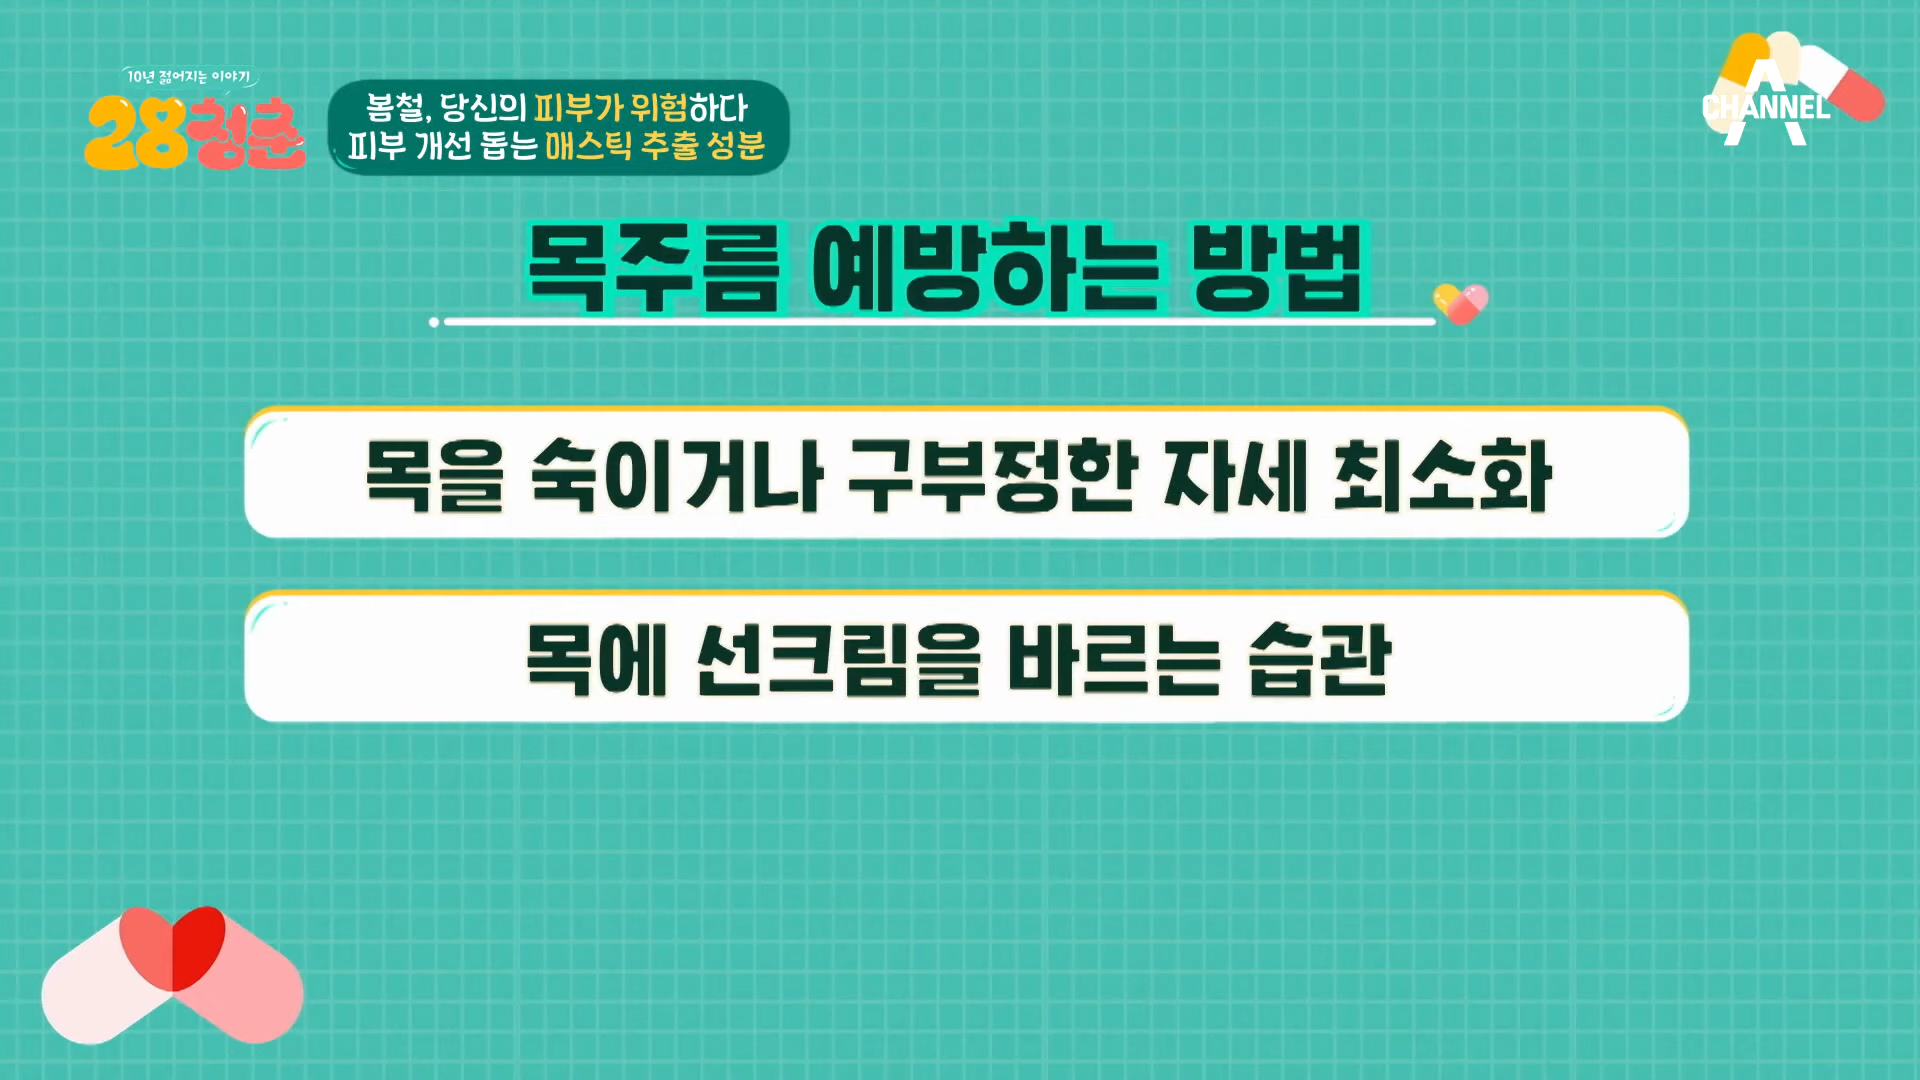 10년 젊어지는 이야기
28청춘
봄철, 당신의 피부가 위험하다
피부 개선 돕는 매스틱 추출 성분
CHANNEL A
목주름 예방하는 방법
목을 숙이거나 구부정한 자세 최소화
목에 선크림을 바르는 습관